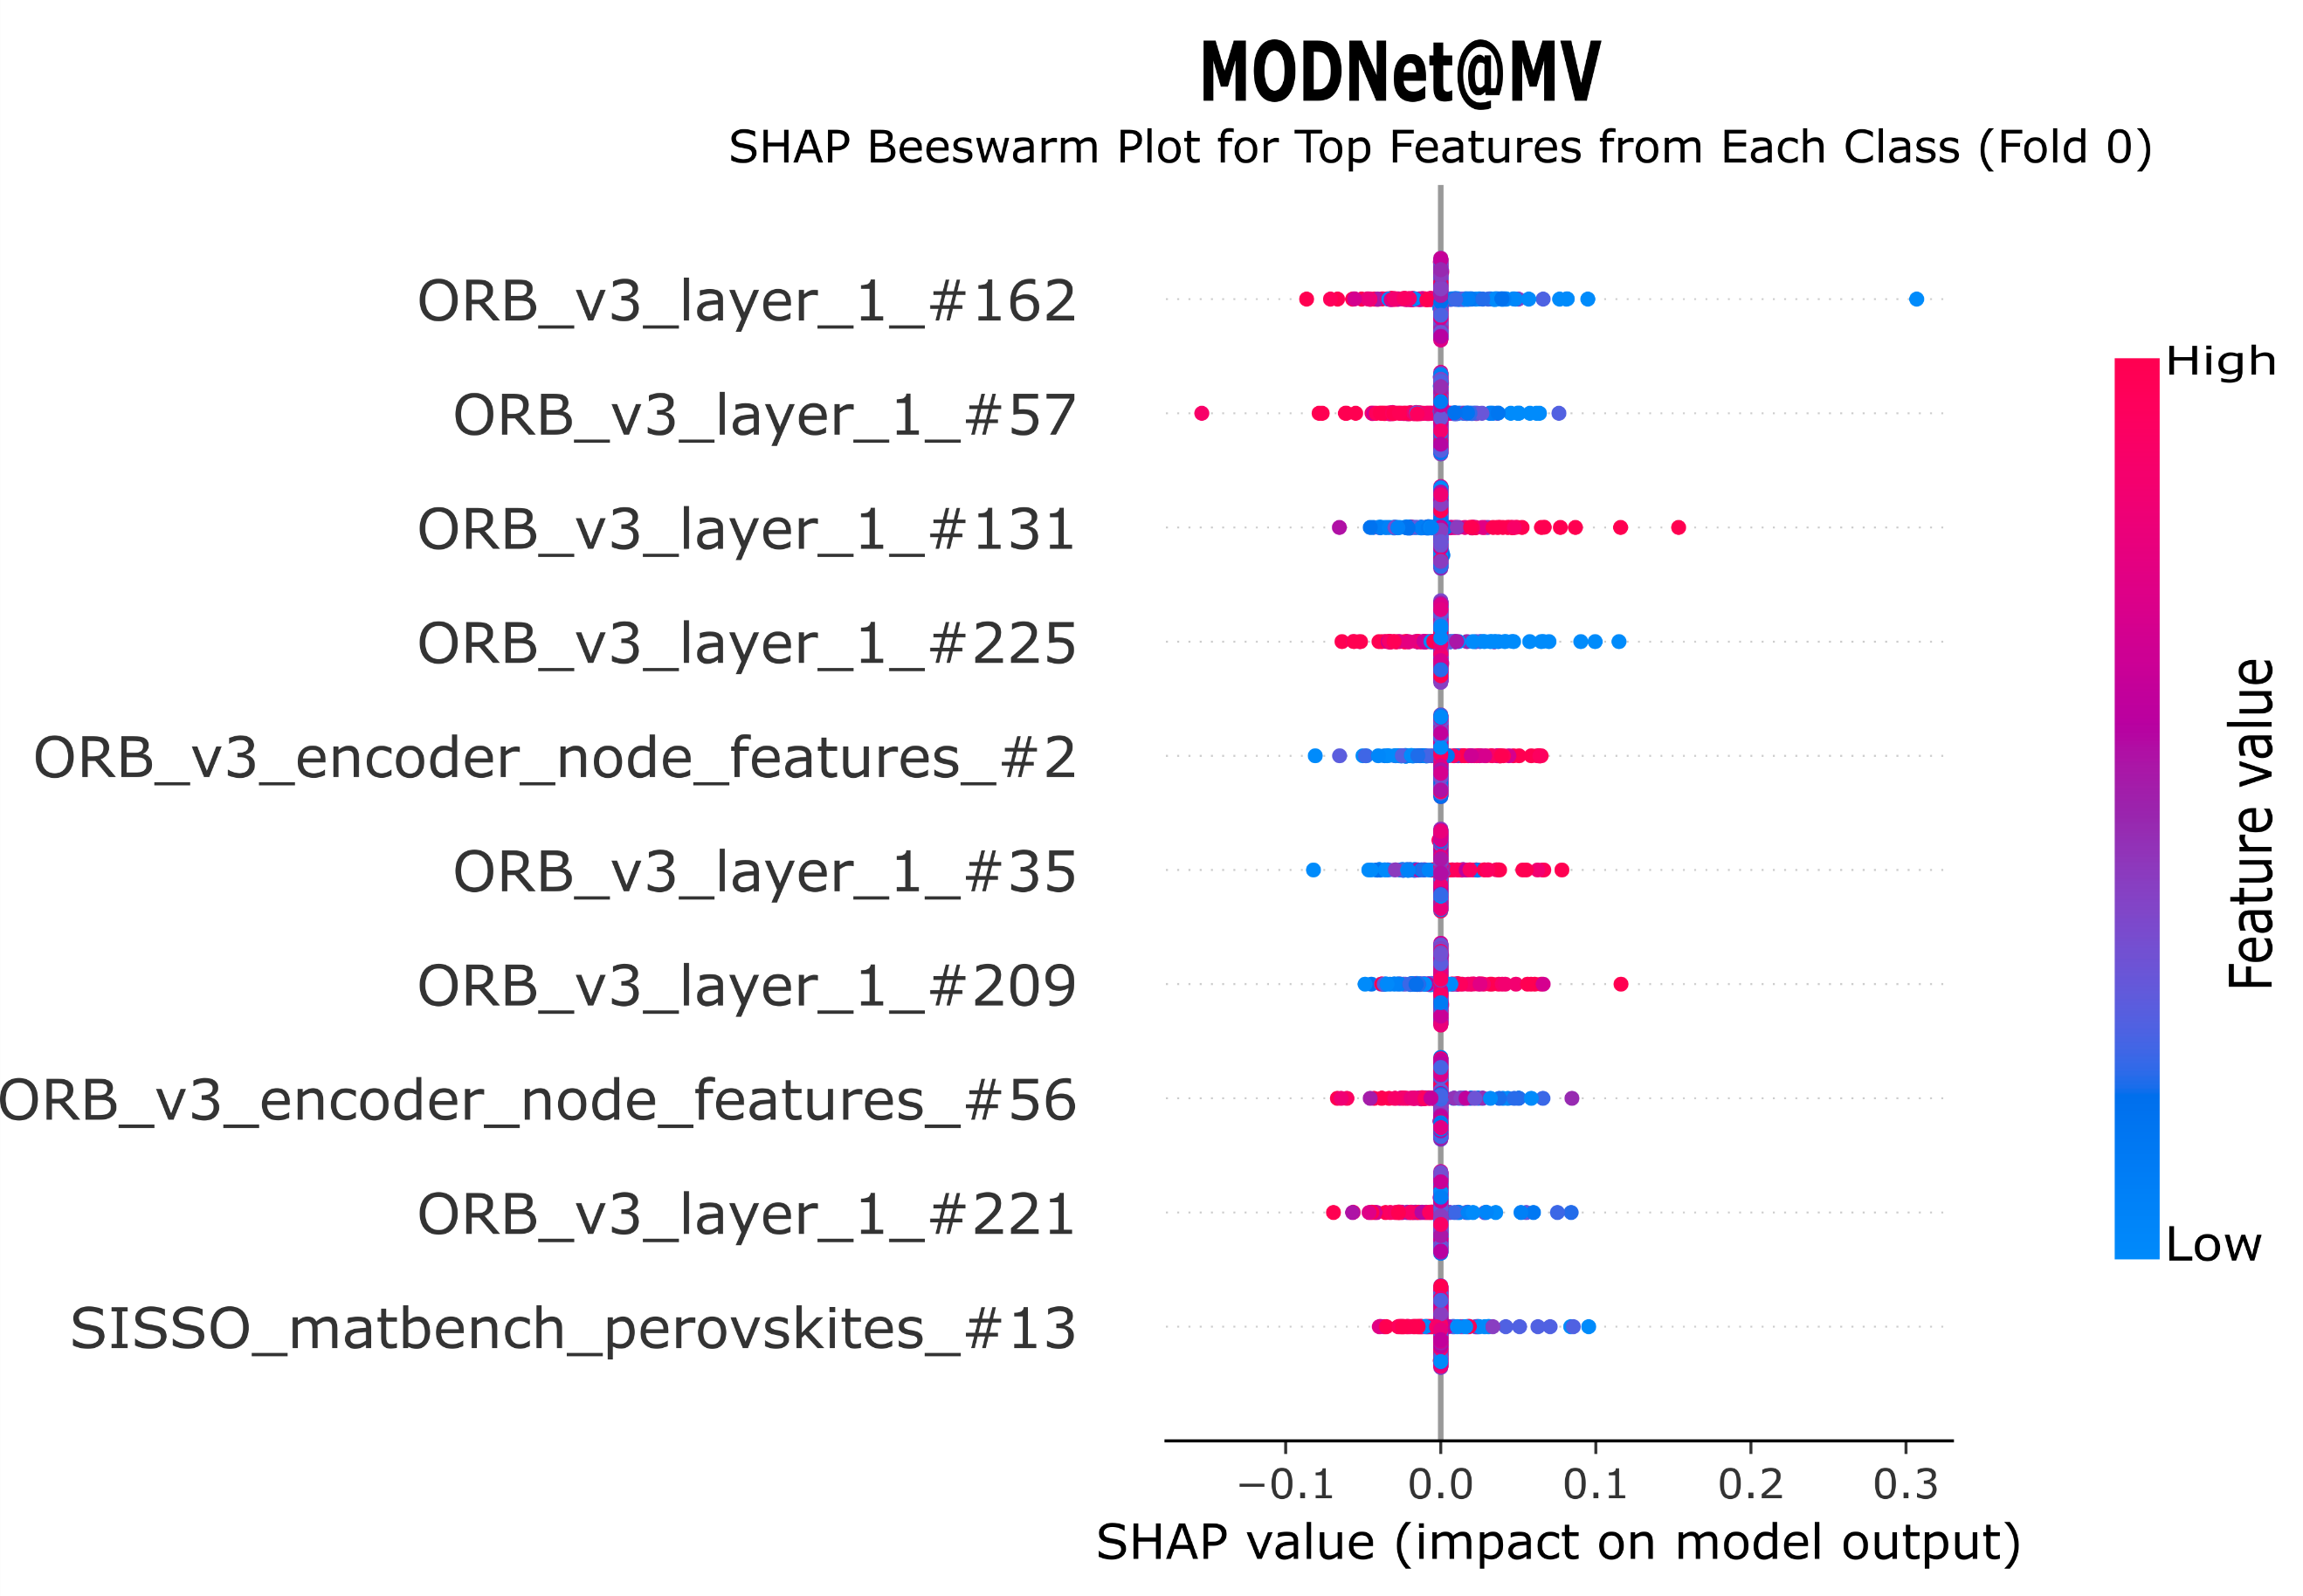 MODNet@MV
SHAP Beeswarm Plot for Top Features from Each Class (Fold 0)
ORB_v3_layer_1_#162
ORB_v3_layer_1_#57
ORB_v3_layer_1_#131
ORB_v3_layer_1_#225
ORB_v3_encoder_node_features_#2
ORB_v3_layer_1_#35
ORB_v3_layer_1_#209
ORB_v3_encoder_node_features_#56
ORB_v3_layer_1_#221
SISSO_matbench_perovskites_#13
−0.1 0.0 0.1 0.2 0.3
SHAP value (impact on model output)
High
Feature value
Low